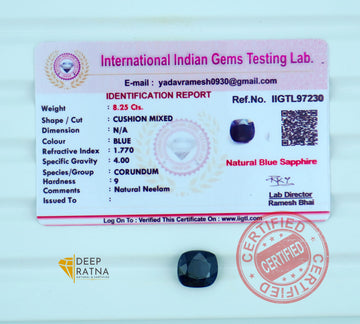 International Indian Gems Testing Lab.
E-mail : yadavramesh0930@gmail.com
IDENTIFICATION REPORT
Ref.No. IIGTL97230
Weight : 8.25 Cts.
Shape / Cut : CUSHION MIXED
Dimension : N/A
Colour : BLUE
Refractive Index : 1.770
Specific Gravity : 4.00
Species/Group : CORUNDUM
Hardness : 9
Comments : Natural Neelam
Issued To :
Natural Blue Sapphire
Lab Director
Ramesh Bhai
Log On To : Verified This Certificate On : www.iigtl.com
DEEP
RATNA
CERTIFIED
CERTIFIED
CERTIFIED